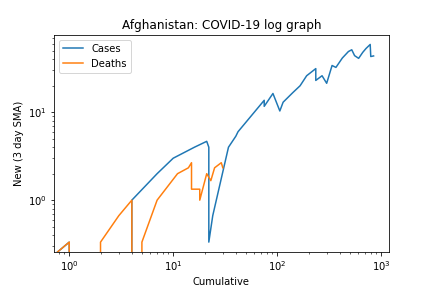 Afghanistan: COVID-19 log graph
Cases
Deaths
New (3 day SMA)
10¹
10⁰
10⁰ 10¹ 10² 10³
Cumulative